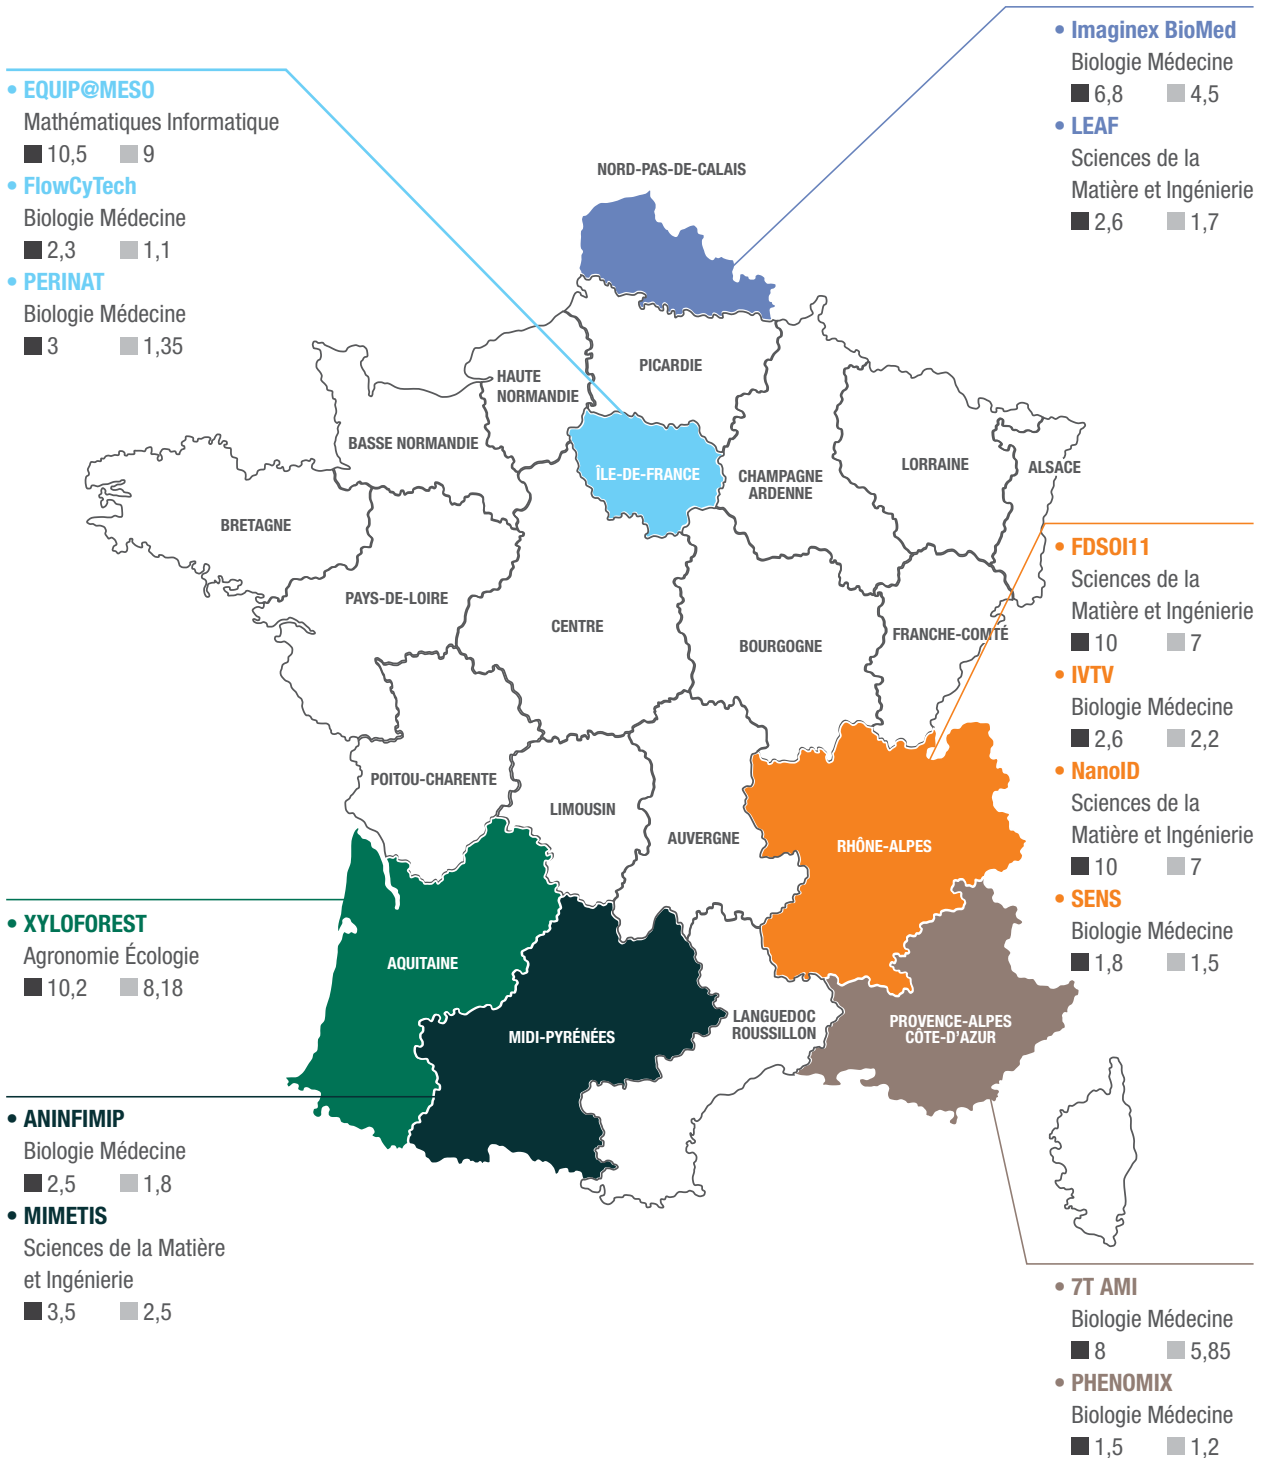 • EQUIP@MESO
Mathématiques Informatique
10,5 9
• FlowCyTech
Biologie Médecine
2,3 1,1
• PERINAT
Biologie Médecine
3 1,35
• Imaginex BioMed
Biologie Médecine
6,8 4,5
• LEAF
Sciences de la
Matière et Ingénierie
2,6 1,7
NORD-PAS-DE-CALAIS
PICARDIE
HAUTE
NORMANDIE
BASSE NORMANDIE
ÎLE-DE-FRANCE
CHAMPAGNE
ARDENNE
LORRAINE
ALSACE
BRETAGNE
PAYS-DE-LOIRE
CENTRE
BOURGOGNE
FRANCHE-COMTÉ
POITOU-CHARENTE
LIMOUSIN
AUVERGNE
RHÔNE-ALPES
AQUITAINE
MIDI-PYRÉNÉES
LANGUEDOC
ROUSSILLON
PROVENCE-ALPES
CÔTE-D'AZUR
• FDSOI11
Sciences de la
Matière et Ingénierie
10 7
• IVTV
Biologie Médecine
2,6 2,2
• NanoID
Sciences de la
Matière et Ingénierie
10 7
• SENS
Biologie Médecine
1,8 1,5
• XYLOFOREST
Agronomie Écologie
10,2 8,18
• ANINFIMIP
Biologie Médecine
2,5 1,8
• MIMETIS
Sciences de la Matière
et Ingénierie
3,5 2,5
• 7T AMI
Biologie Médecine
8 5,85
• PHENOMIX
Biologie Médecine
1,5 1,2